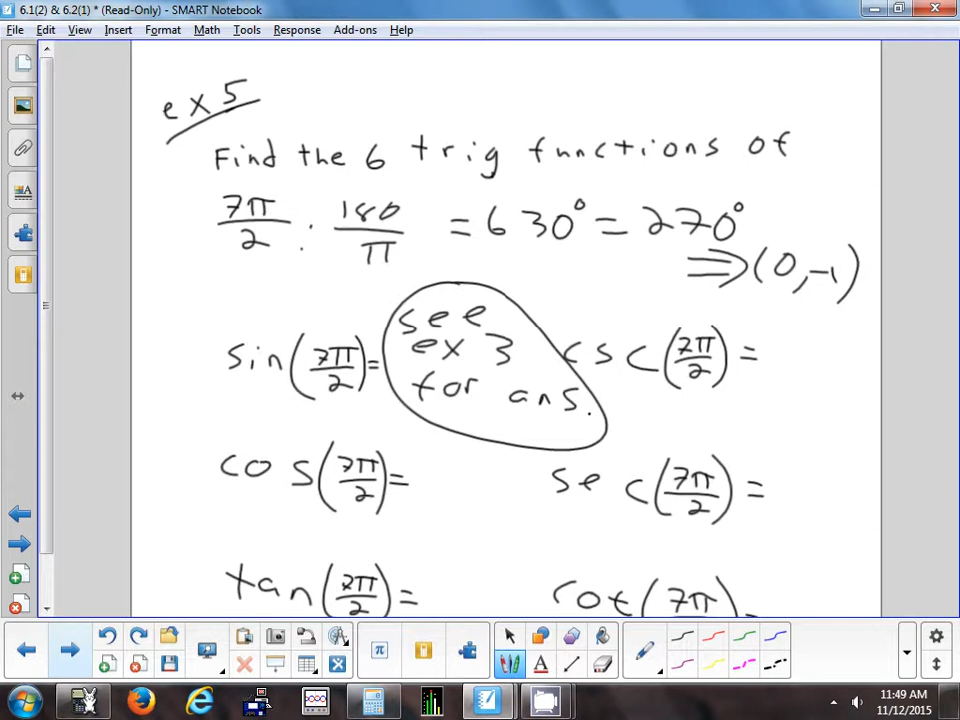 6.1(2) & 6.2(1) * (Read-Only) - SMART Notebook
File Edit View Insert Format Math Tools Response Add-ons Help
ex 5
Find the 6 trig functions of
7π/2 · 180/π = 630° = 270°
⇒(0,-1)
see
ex 3
for ans.
sin(7π/2)= csc(7π/2)=
cos(7π/2)= sec(7π/2)=
tan(7π/2)= cot(7π
11:49 AM
11/12/2015